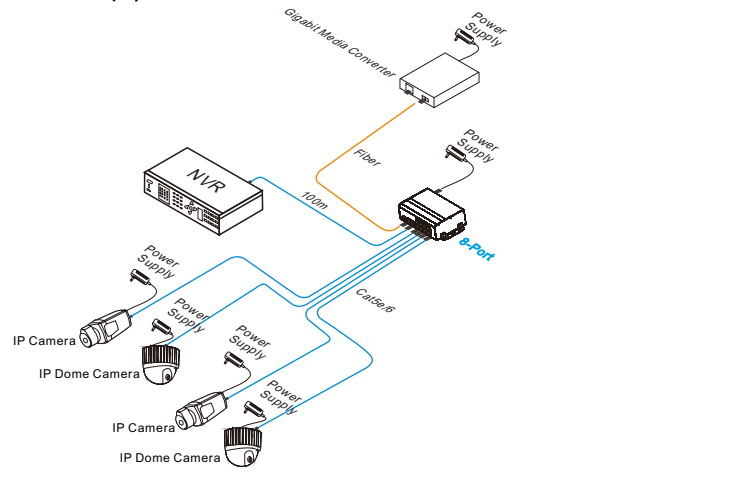 Power
Supply
Gigabit Media Converter
Power
Supply
Fiber
NVR
100m
8-Port
Power
Supply
Cat5e/6
Power
Supply
IP Camera
Power
Supply
IP Dome Camera
Power
Supply
IP Camera
IP Dome Camera